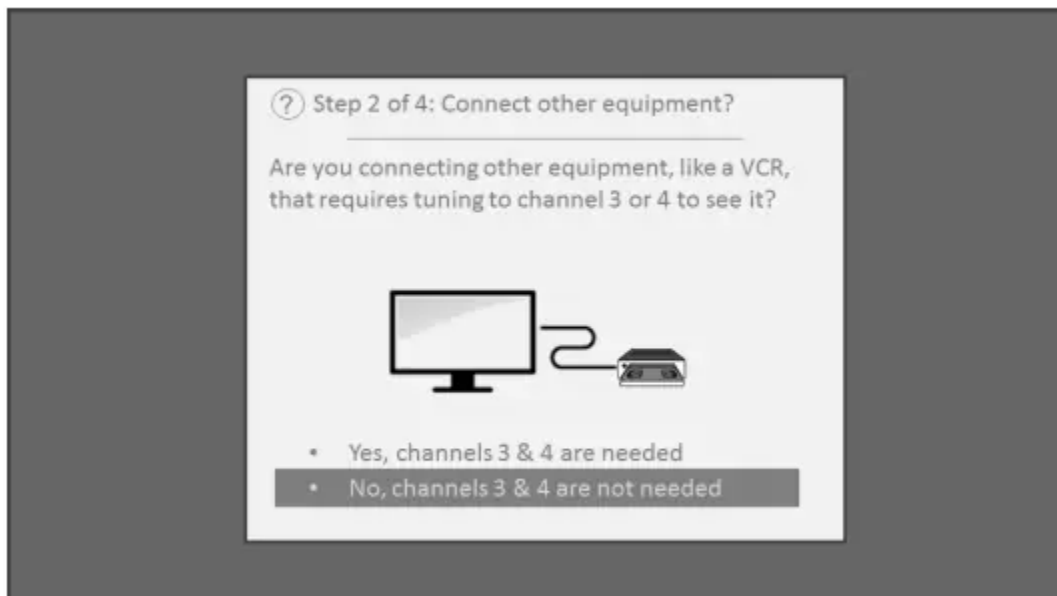 ? Step 2 of 4: Connect other equipment?
Are you connecting other equipment, like a VCR,
that requires tuning to channel 3 or 4 to see it?
• Yes, channels 3 & 4 are needed
• No, channels 3 & 4 are not needed